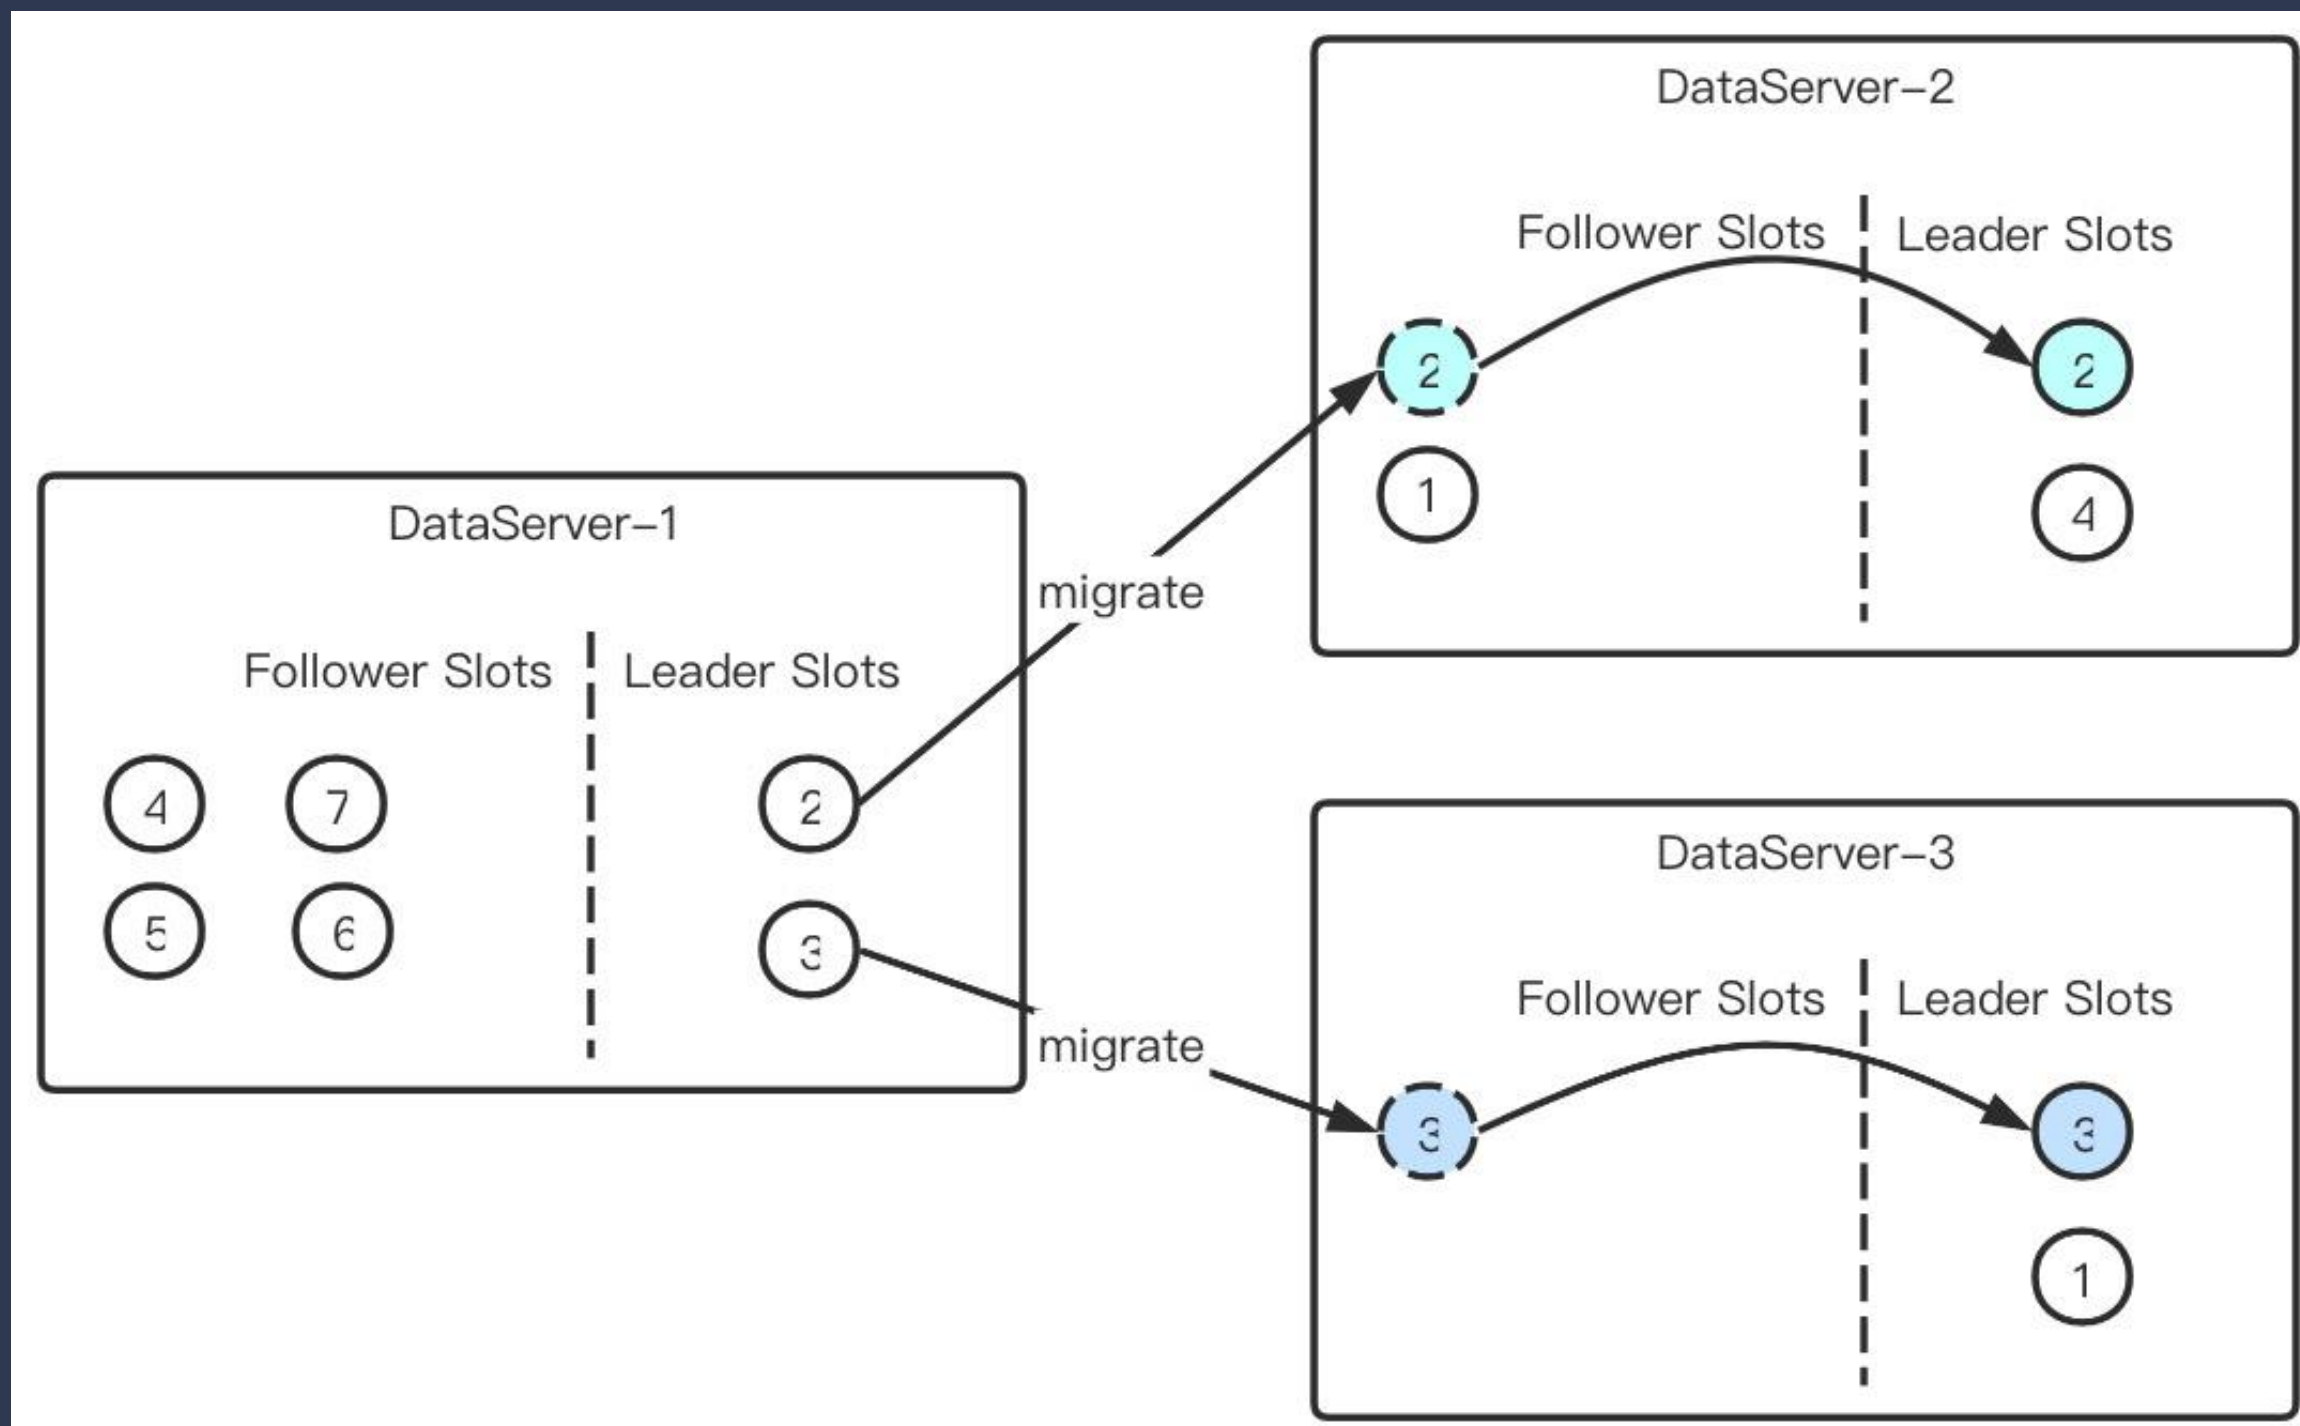 DataServer-2
Follower Slots
Leader Slots
2
2
1
4
DataServer-1
migrate
Follower Slots
Leader Slots
4
7
2
5
6
3
migrate
DataServer-3
Follower Slots
Leader Slots
3
3
1